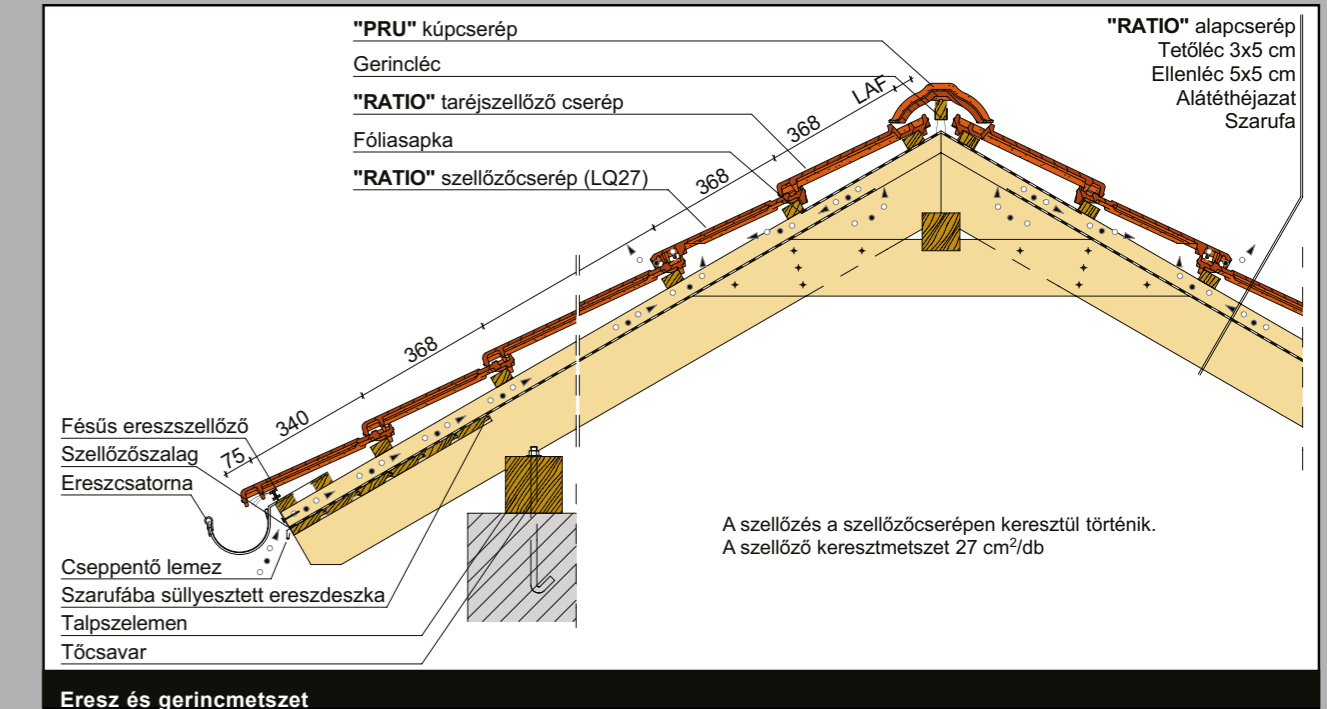 "PRU" kúpcserép
Gerincléc
"RATIO" taréjszellőző cserép
Fóliasapka
"RATIO" szellőzőcserép (LQ27)
"RATIO" alapcserép
Tetőléc 3x5 cm
Ellenléc 5x5 cm
Alátéthéjazat
Szarufa
LAF
368
368
368
340
75
Fésűs ereszszellőző
Szellőzőszalag
Ereszcsatorna
Cseppentő lemez
Szarufába süllyesztett ereszdeszka
Talpszelemen
Tőcsavar
A szellőzés a szellőzőcserépen keresztül történik.
A szellőző keresztmetszet 27 cm²/db
Eresz és gerincmetszet